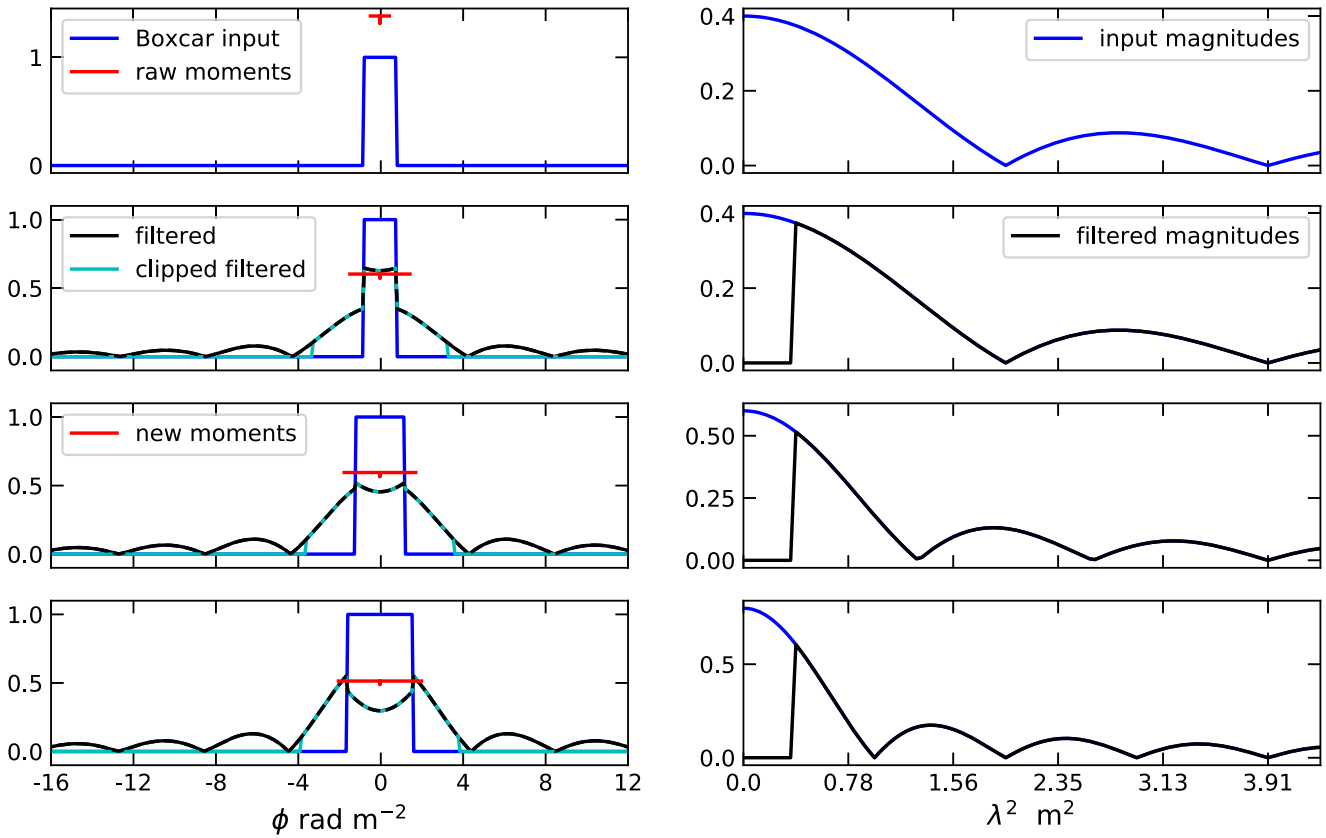 Boxcar input
raw moments
1
0
input magnitudes
0.4
0.2
0.0
filtered
clipped filtered
1.0
0.5
0.0
filtered magnitudes
0.4
0.2
0.0
new moments
1.0
0.5
0.0
0.50
0.25
0.00
1.0
0.5
0.0
-16 -12 -8 -4 0 4 8 12
ϕ rad m⁻²
0.5
0.0
0.0 0.78 1.56 2.35 3.13 3.91
λ² m²